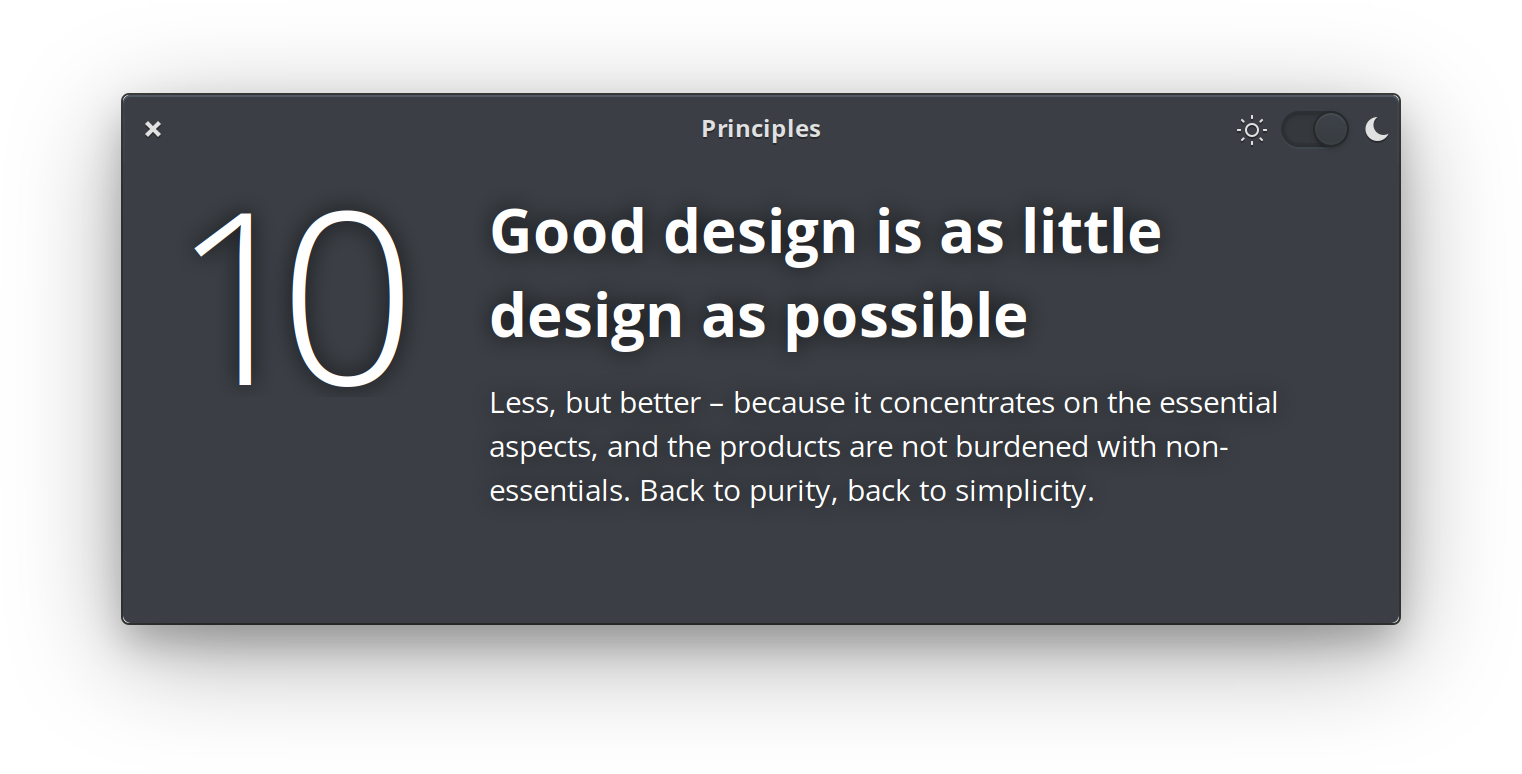 Principles
10
Good design is as little
design as possible
Less, but better – because it concentrates on the essential
aspects, and the products are not burdened with non-
essentials. Back to purity, back to simplicity.